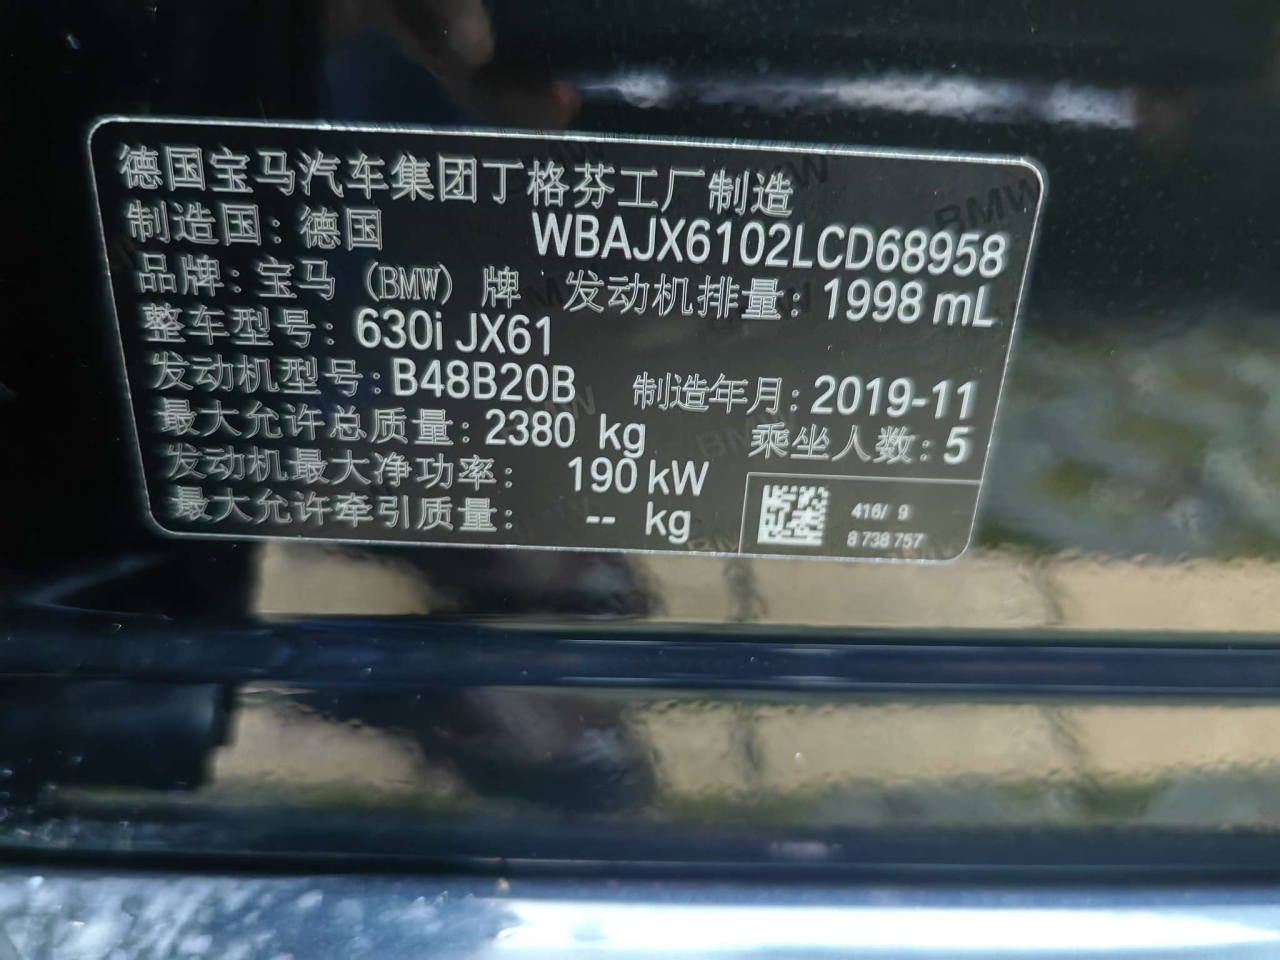 德国宝马汽车集团丁格芬工厂制造
制造国：德国 WBAJX6102LCD68958
品牌：宝马（BMW）牌 发动机排量：1998 mL
整车型号：630i JX61
发动机型号：B48B20B 制造年月：2019-11
最大允许总质量：2380 kg 乘坐人数：5
发动机最大净功率： 190 kW
最大允许牵引质量： -- kg
416/ 9
8 738 757